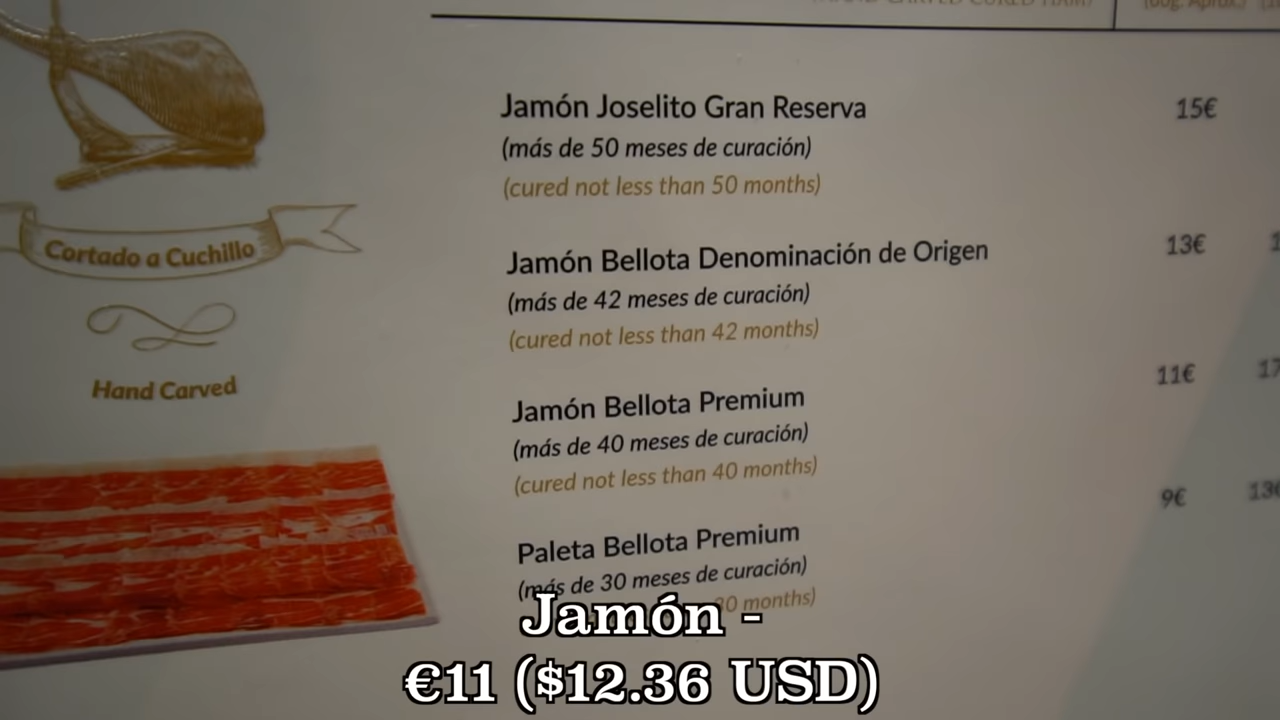 Jamón Joselito Gran Reserva 15€
(más de 50 meses de curación)
(cured not less than 50 months)
Cortado a Cuchillo
Jamón Bellota Denominación de Origen 13€
(más de 42 meses de curación)
(cured not less than 42 months)
Hand Carved
Jamón Bellota Premium 11€
(más de 40 meses de curación)
(cured not less than 40 months)
Paleta Bellota Premium 9€
(más de 30 meses de curación)
months)
Jamón -
€11 ($12.36 USD)